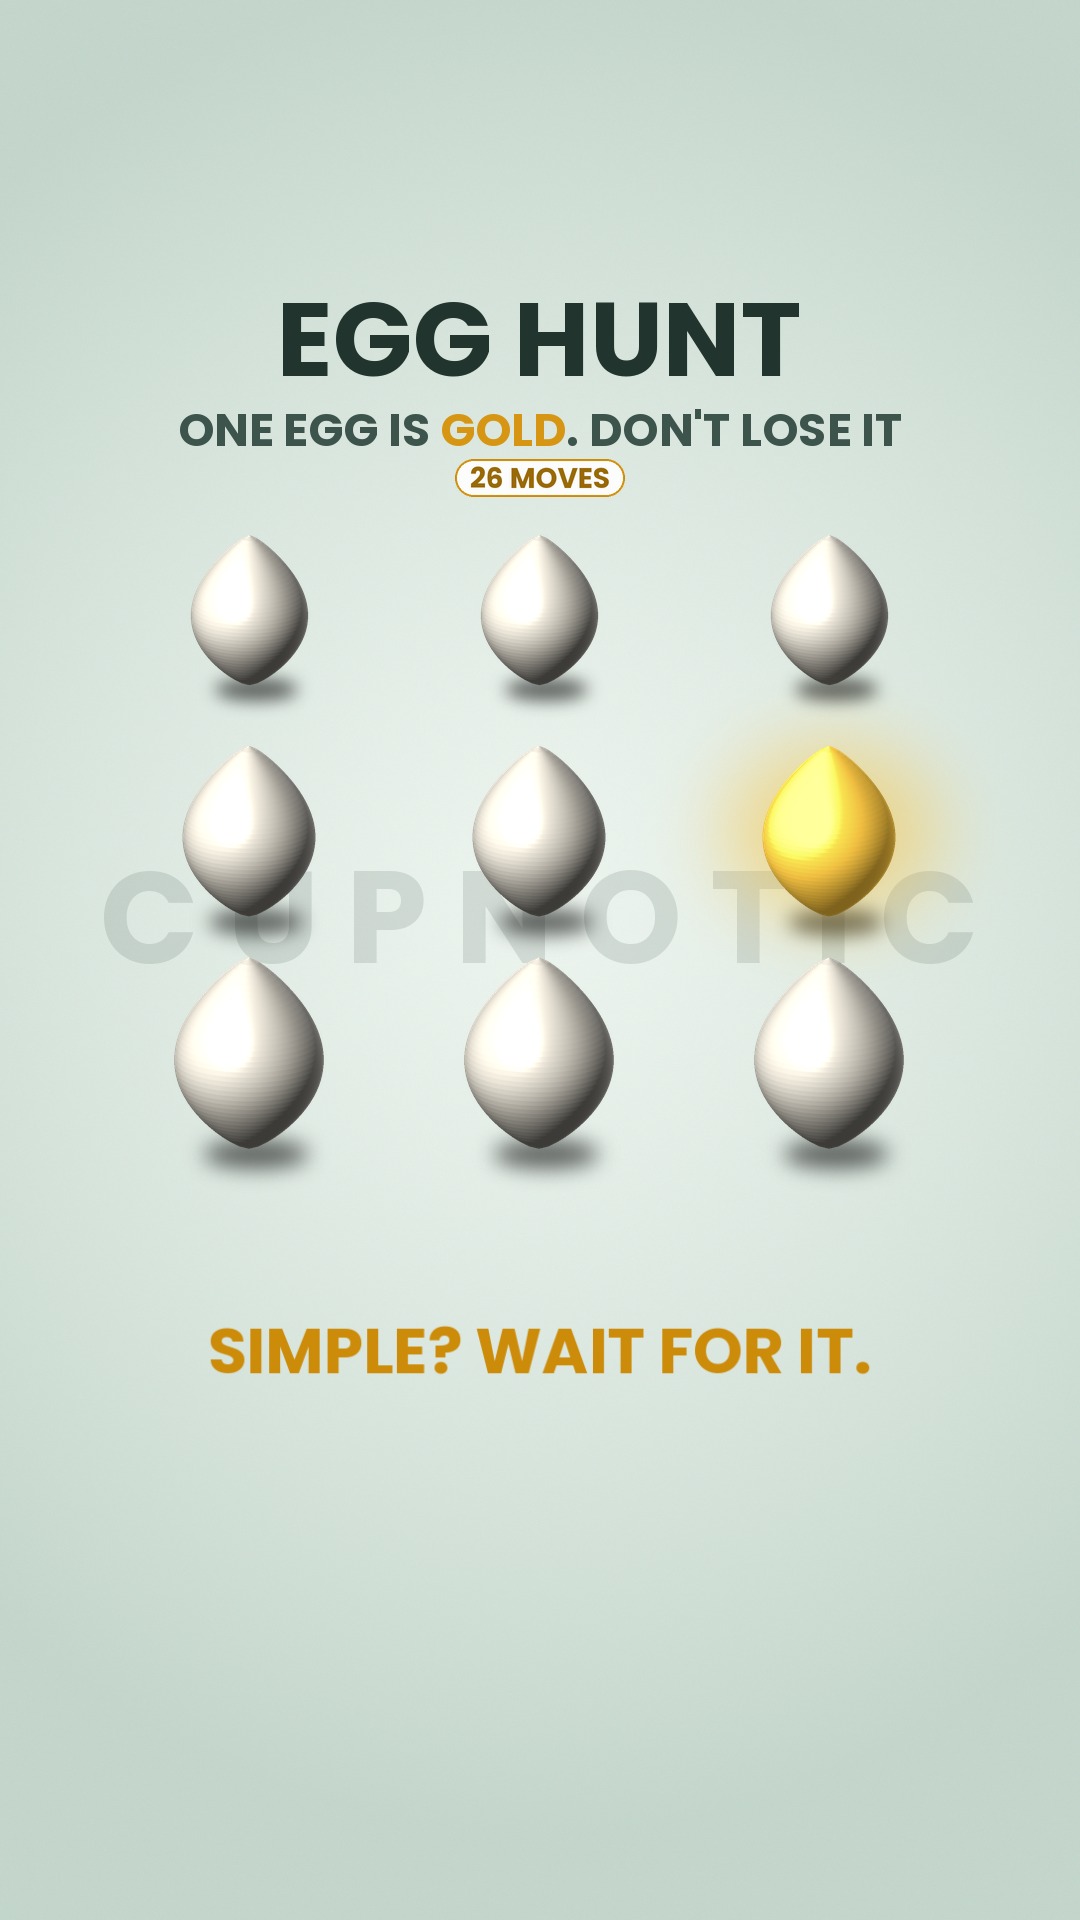 EGG HUNT
ONE EGG IS GOLD. DON'T LOSE IT
26 MOVES
CUPNOTIC
SIMPLE? WAIT FOR IT.